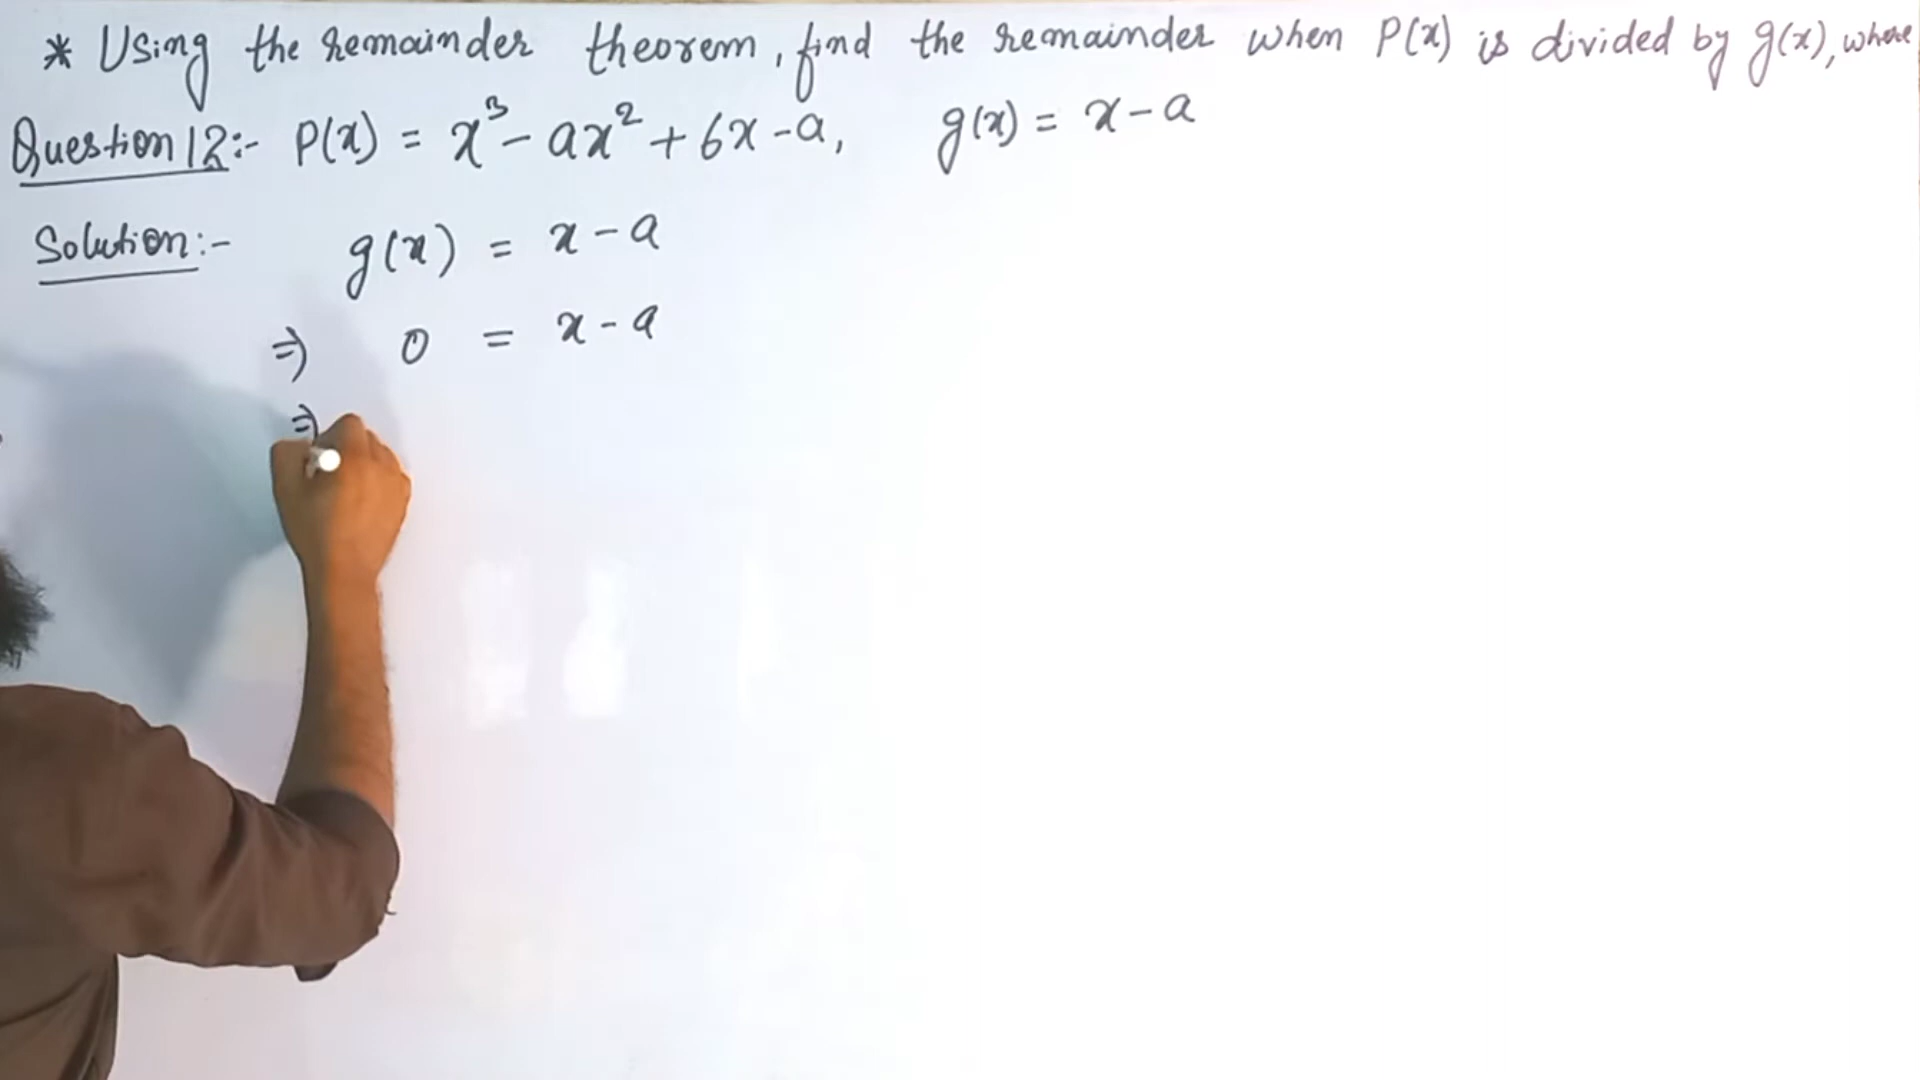 * Using the remainder theorem, find the remainder when P(x) is divided by g(x), where
Question 12:- P(x) = x³ - ax² + 6x - a, g(x) = x - a
Solution:- g(x) = x - a
⇒ 0 = x - a
⇒